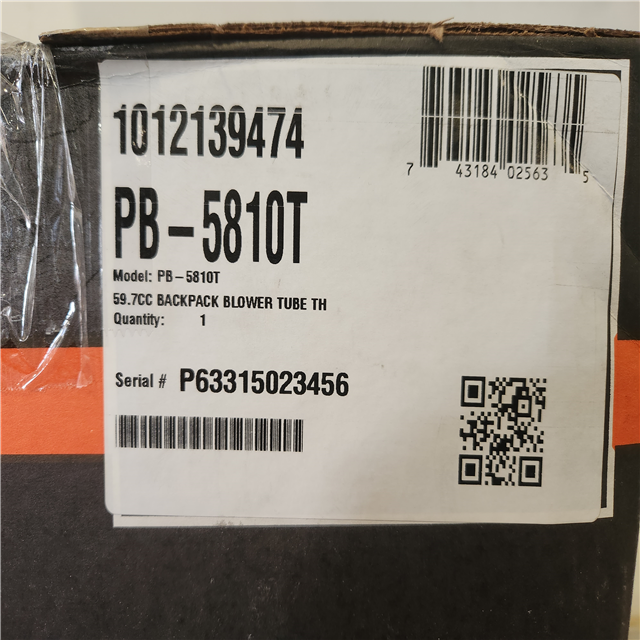 1012139474
7 43184 02563 5
PB-5810T
Model: PB-5810T
59.7CC BACKPACK BLOWER TUBE TH
Quantity: 1
Serial # P63315023456